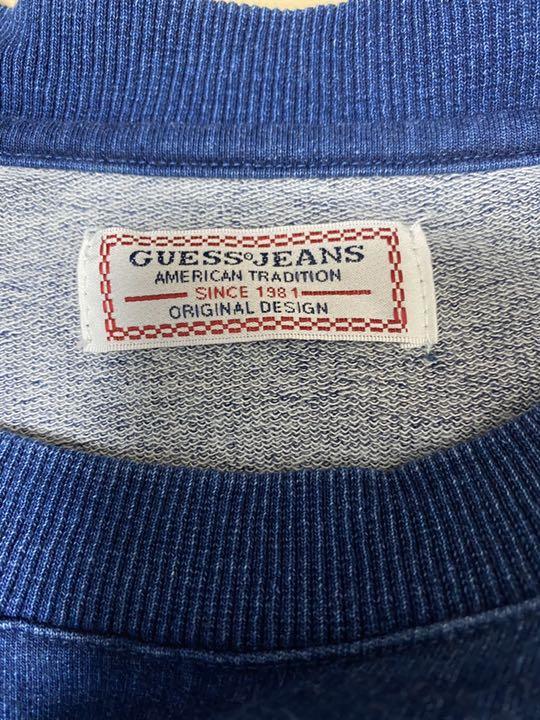 GUESS JEANS
AMERICAN TRADITION
SINCE 1981
ORIGINAL DESIGN